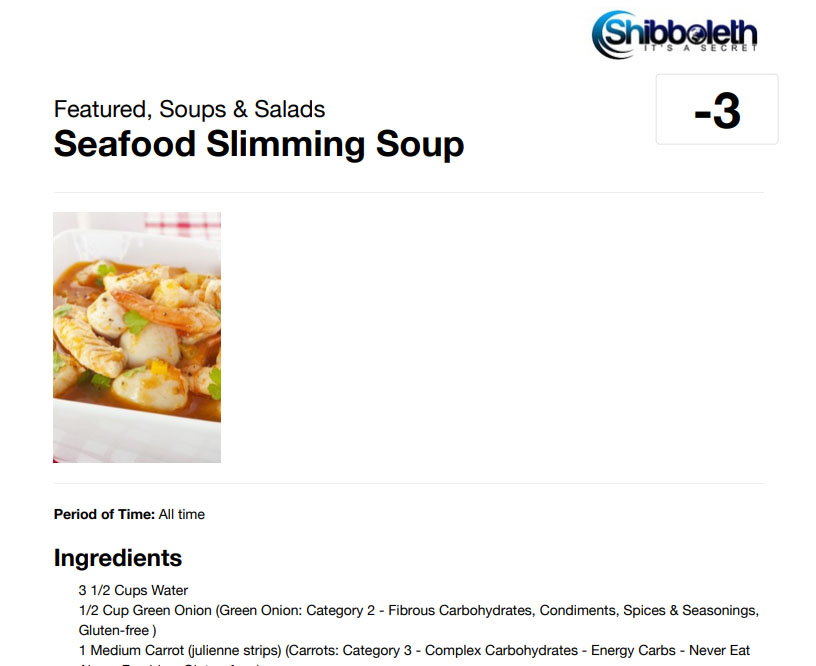 Shibboleth
IT'S A SECRET
-3
Featured, Soups & Salads
Seafood Slimming Soup
Period of Time: All time
Ingredients
3 1/2 Cups Water
1/2 Cup Green Onion (Green Onion: Category 2 - Fibrous Carbohydrates, Condiments, Spices & Seasonings,
Gluten-free )
1 Medium Carrot (julienne strips) (Carrots: Category 3 - Complex Carbohydrates - Energy Carbs - Never Eat